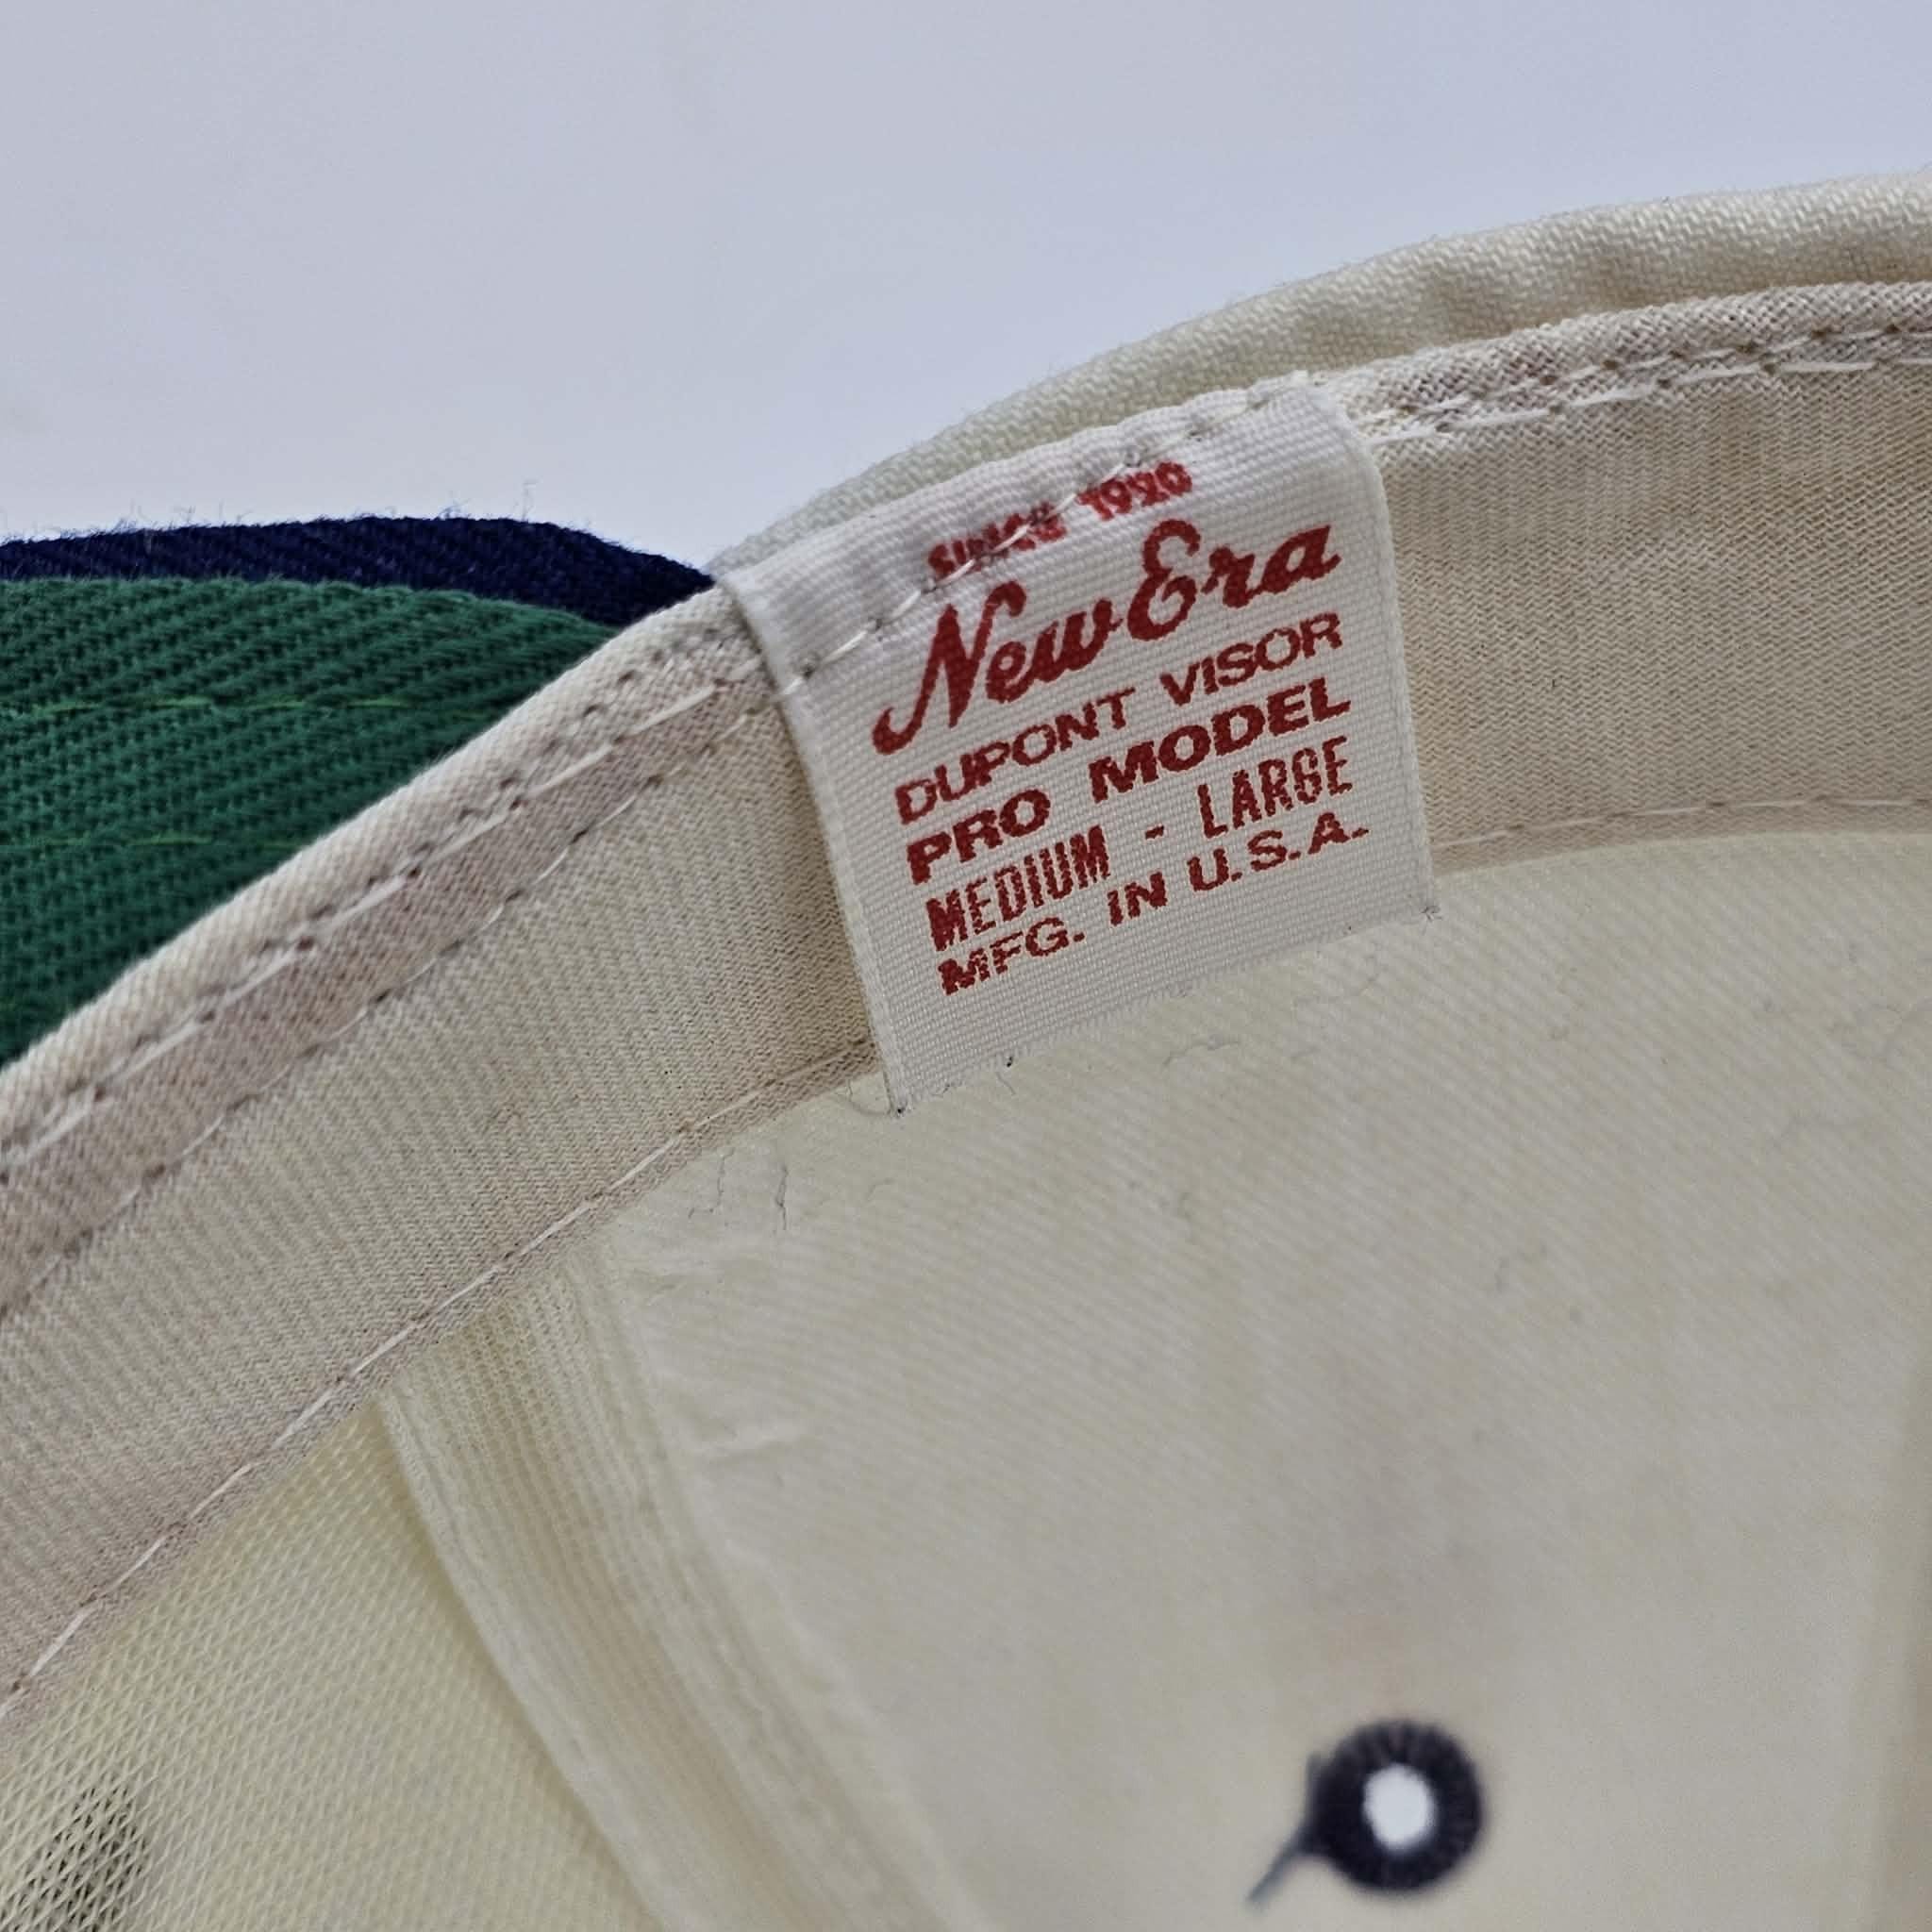 SINCE 1920
New Era
DUPONT VISOR
PRO MODEL
MEDIUM - LARGE
MFG. IN U.S.A.